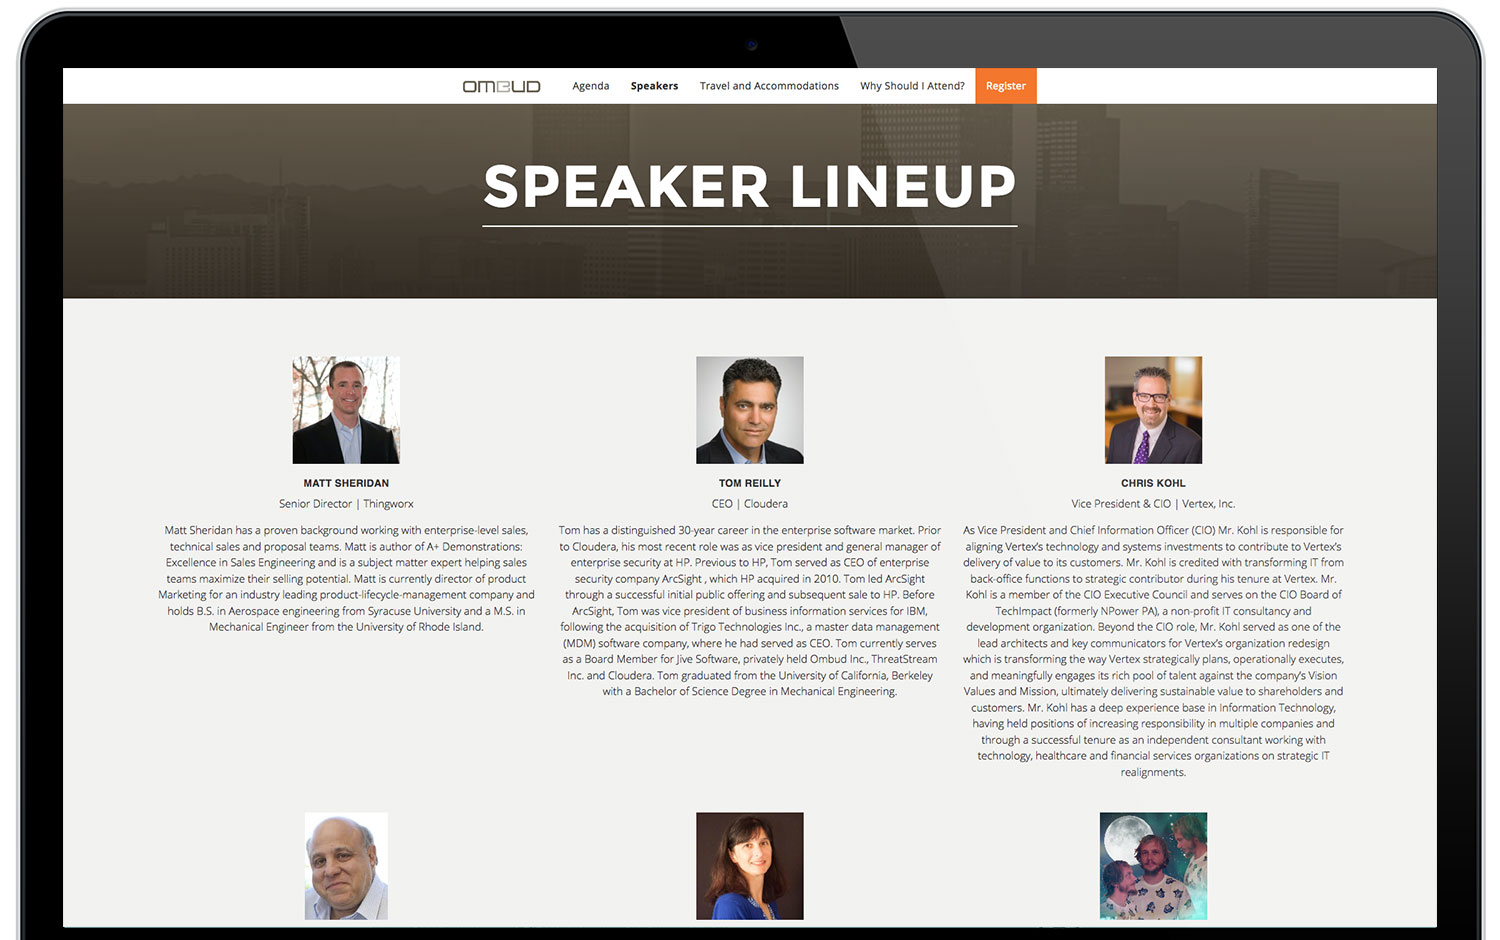 OMBUD
Agenda
Speakers
Travel and Accommodations
Why Should I Attend?
Register
SPEAKER LINEUP
MATT SHERIDAN
Senior Director | Thingworx
Matt Sheridan has a proven background working with enterprise-level sales,
technical sales and proposal teams. Matt is author of A+ Demonstrations:
Excellence in Sales Engineering and is a subject matter expert helping sales
teams maximize their selling potential. Matt is currently director of product
Marketing for an industry leading product-lifecycle-management company and
holds B.S. in Aerospace engineering from Syracuse University and a M.S. in
Mechanical Engineer from the University of Rhode Island.
TOM REILLY
CEO | Cloudera
Tom has a distinguished 30-year career in the enterprise software market. Prior
to Cloudera, his most recent role was as vice president and general manager of
enterprise security at HP. Previous to HP, Tom served as CEO of enterprise
security company ArcSight , which HP acquired in 2010. Tom led ArcSight
through a successful initial public offering and subsequent sale to HP. Before
ArcSight, Tom was vice president of business information services for IBM,
following the acquisition of Trigo Technologies Inc., a master data management
(MDM) software company, where he had served as CEO. Tom currently serves
as a Board Member for Jive Software, privately held Ombud Inc., ThreatStream
Inc. and Cloudera. Tom graduated from the University of California, Berkeley
with a Bachelor of Science Degree in Mechanical Engineering.
CHRIS KOHL
Vice President & CIO | Vertex, Inc.
As Vice President and Chief Information Officer (CIO) Mr. Kohl is responsible for
aligning Vertex's technology and systems investments to contribute to Vertex's
delivery of value to its customers. Mr. Kohl is credited with transforming IT from
back-office functions to strategic contributor during his tenure at Vertex. Mr.
Kohl is a member of the CIO Executive Council and serves on the CIO Board of
TechImpact (formerly NPower PA), a non-profit IT consultancy and
development organization. Beyond the CIO role, Mr. Kohl served as one of the
lead architects and key communicators for Vertex's organization redesign
which is transforming the way Vertex strategically plans, operationally executes,
and meaningfully engages its rich pool of talent against the company's Vision
Values and Mission, ultimately delivering sustainable value to shareholders and
customers. Mr. Kohl has a deep experience base in Information Technology,
having held positions of increasing responsibility in multiple companies and
through a successful tenure as an independent consultant working with
technology, healthcare and financial services organizations on strategic IT
realignments.